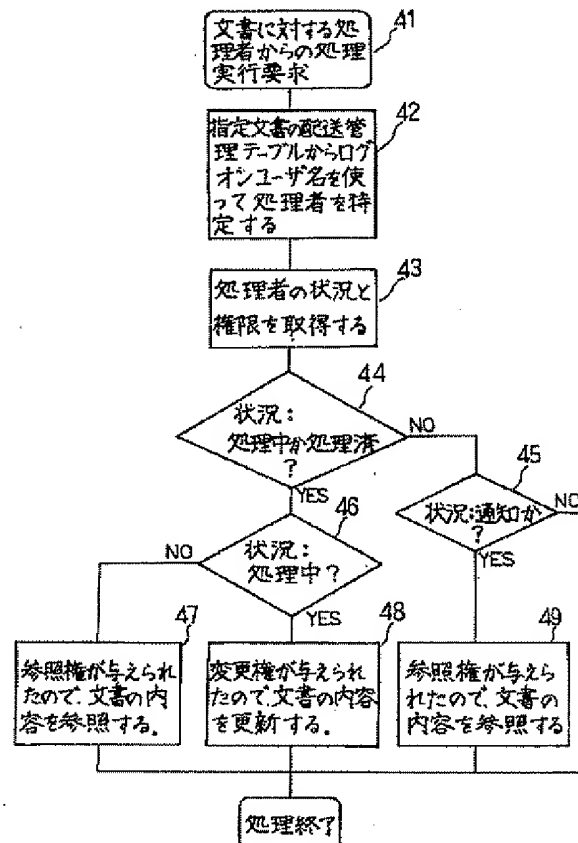 41
文書に対する処
理者からの処理
実行要求
42
指定文書の配送管
理テーブルからログ
オンユーザ名を使
って処理者を特
定する
43
処理者の状況と
権限を取得する
44
状況:
処理中か処理済
?
NO
YES
45
状況:通知か
?
NO
YES
46
状況:
処理中?
NO
YES
47
参照権が与えられ
たので、文書の内
容を参照する。
48
変更権が与えられ
たので、文書の内容
を更新する。
49
参照権が与えら
れたので、文書の
内容を参照する
処理終了